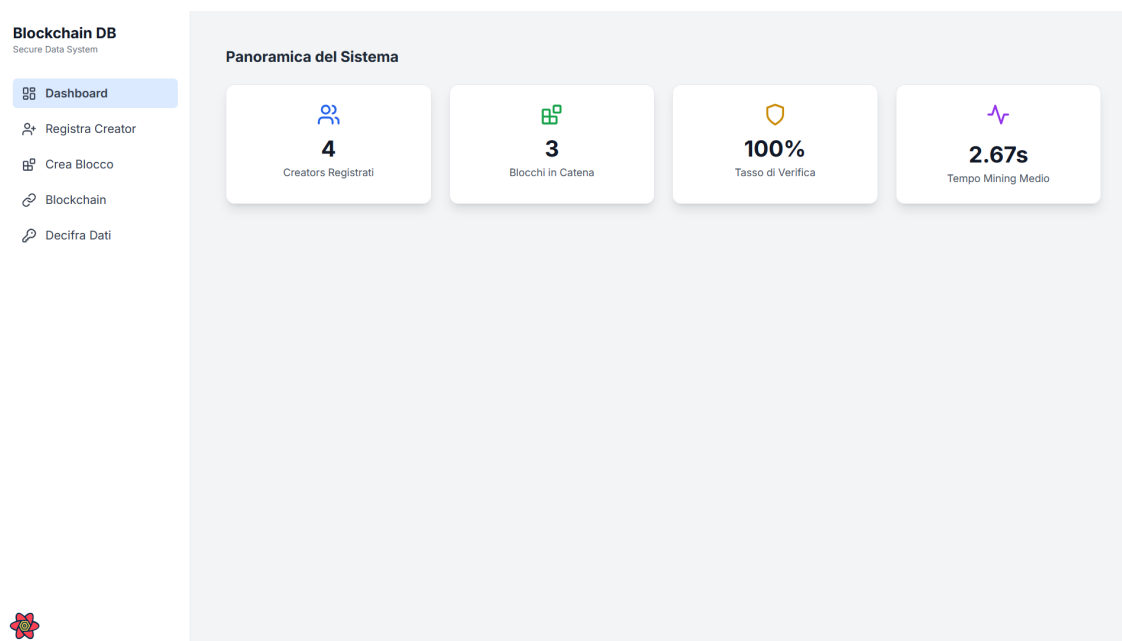 Blockchain DB
Secure Data System
Dashboard
Registra Creator
Crea Blocco
Blockchain
Decifra Dati
Panoramica del Sistema
4
Creators Registrati
3
Blocchi in Catena
100%
Tasso di Verifica
2.67s
Tempo Mining Medio